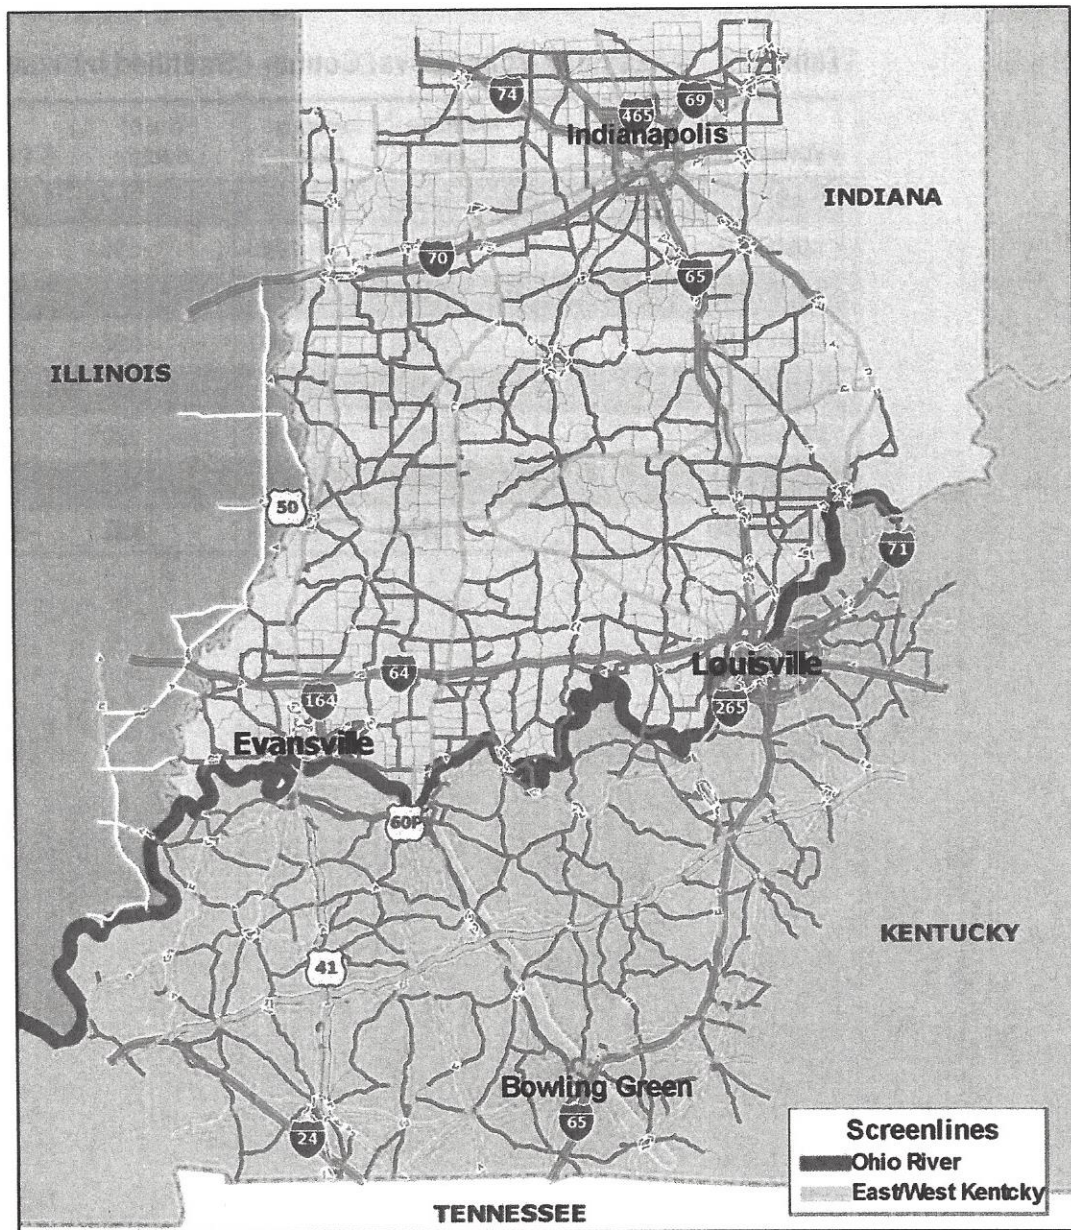 74
465
69
Indianapolis
INDIANA
70
65
ILLINOIS
50
71
Louisville
64
164
265
Evansville
60P
KENTUCKY
41
Bowling Green
65
24
Screenlines
Ohio River
East/West Kentcky
TENNESSEE